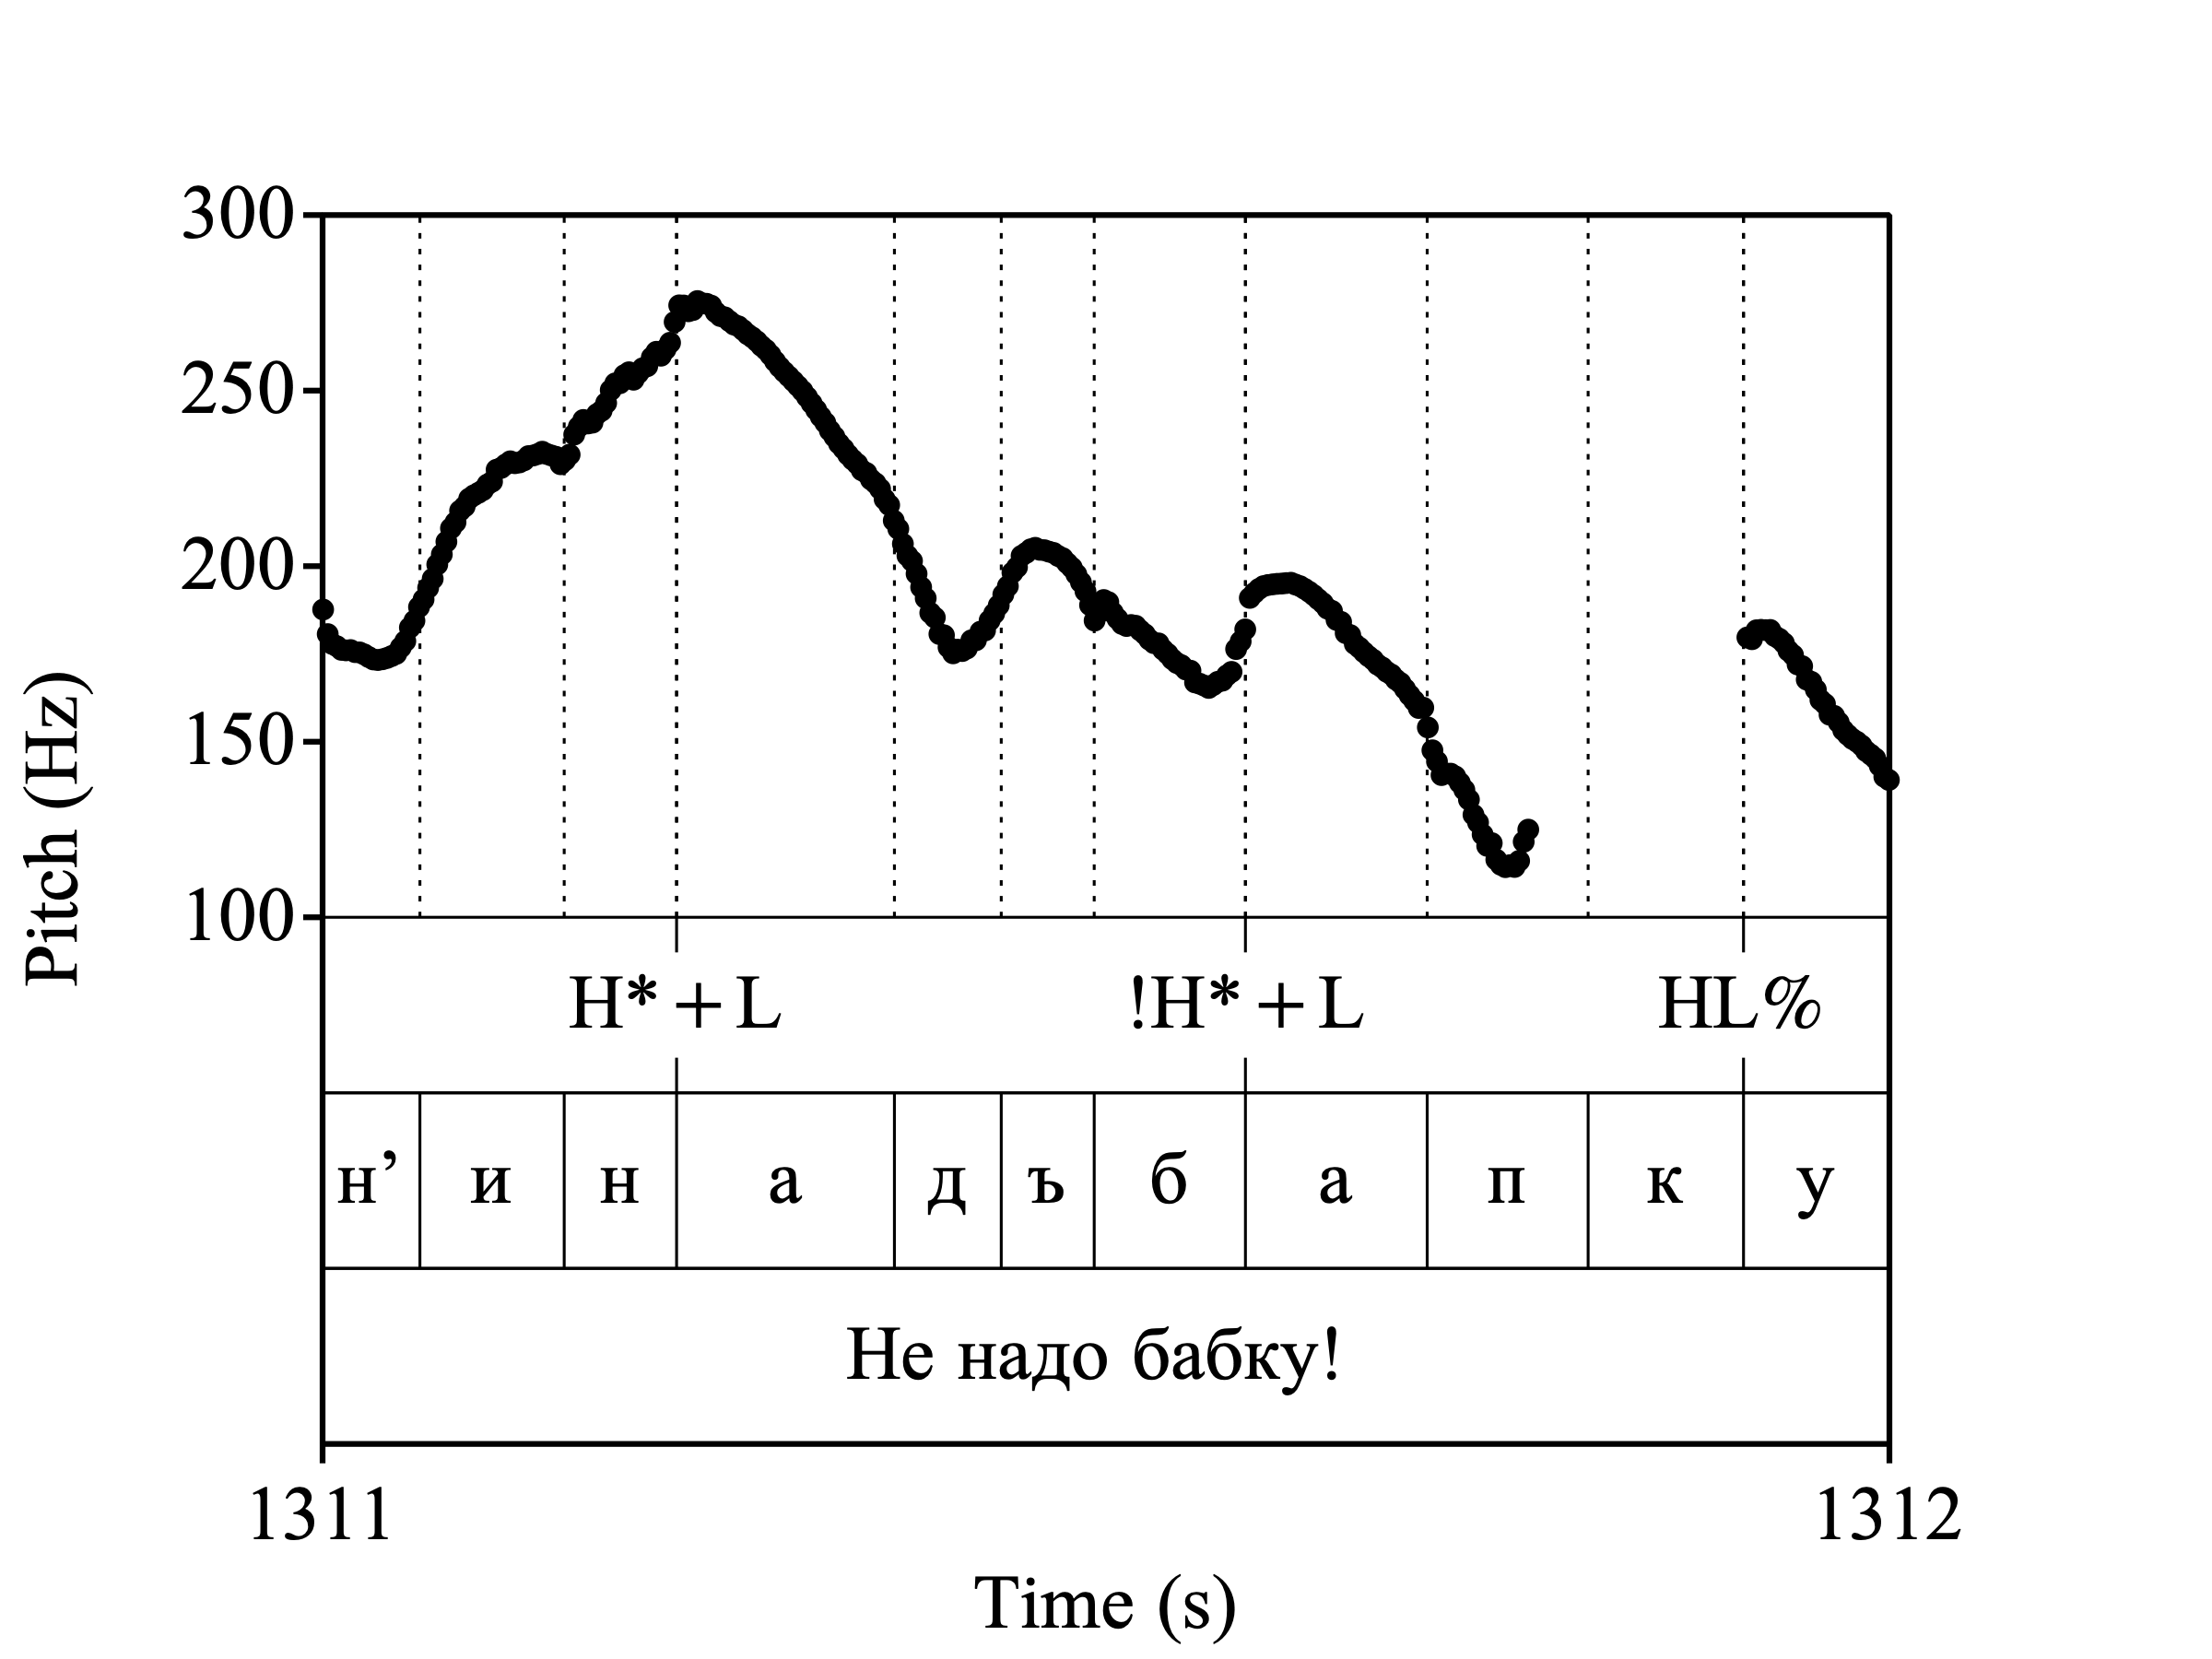 300
250
200
150
100
Pitch (Hz)
H*+L !H*+L HL%
н’ и н а д ъ б а п к у
Не надо бабку!
1311 1312
Time (s)